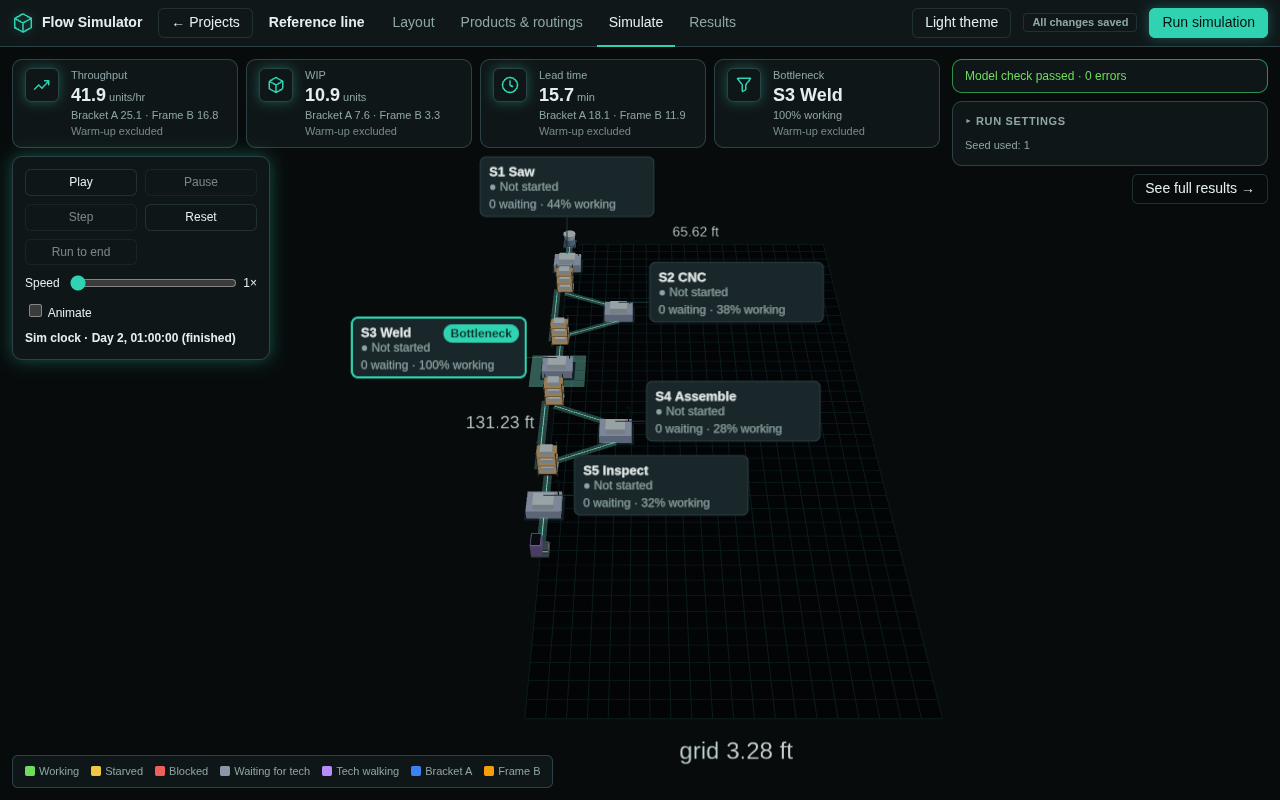 Flow Simulator
← Projects
Reference line
Layout
Products & routings
Simulate
Results
Light theme
All changes saved
Run simulation
Throughput
41.9 units/hr
Bracket A 25.1 · Frame B 16.8
Warm-up excluded
WIP
10.9 units
Bracket A 7.6 · Frame B 3.3
Warm-up excluded
Lead time
15.7 min
Bracket A 18.1 · Frame B 11.9
Warm-up excluded
Bottleneck
S3 Weld
100% working
Warm-up excluded
Model check passed · 0 errors
RUN SETTINGS
Seed used: 1
See full results →
Play
Pause
Step
Reset
Run to end
Speed
1×
Animate
Sim clock · Day 2, 01:00:00 (finished)
S1 Saw
● Not started
0 waiting · 44% working
65.62 ft
S2 CNC
● Not started
0 waiting · 38% working
S3 Weld
Bottleneck
● Not started
0 waiting · 100% working
S4 Assemble
● Not started
0 waiting · 28% working
131.23 ft
S5 Inspect
● Not started
0 waiting · 32% working
grid 3.28 ft
Working
Starved
Blocked
Waiting for tech
Tech walking
Bracket A
Frame B